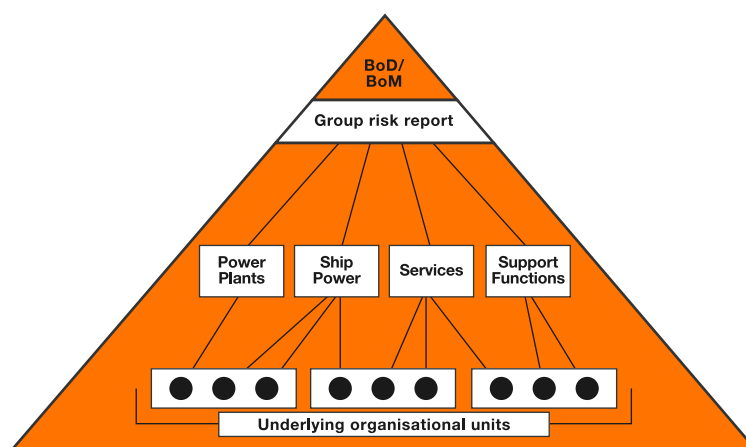 BoD/
BoM
Group risk report
Power
Plants
Ship
Power
Services
Support
Functions
Underlying organisational units